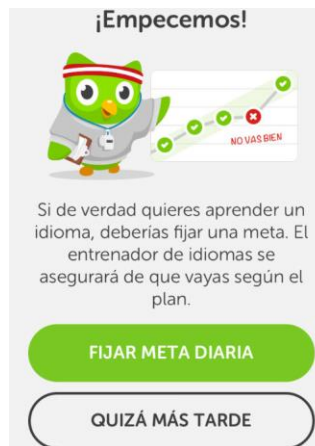 ¡Empecemos!
NO VAS BIEN
Si de verdad quieres aprender un
idioma, deberías fijar una meta. El
entrenador de idiomas se
asegurará de que vayas según el
plan.
FIJAR META DIARIA
QUIZÁ MÁS TARDE